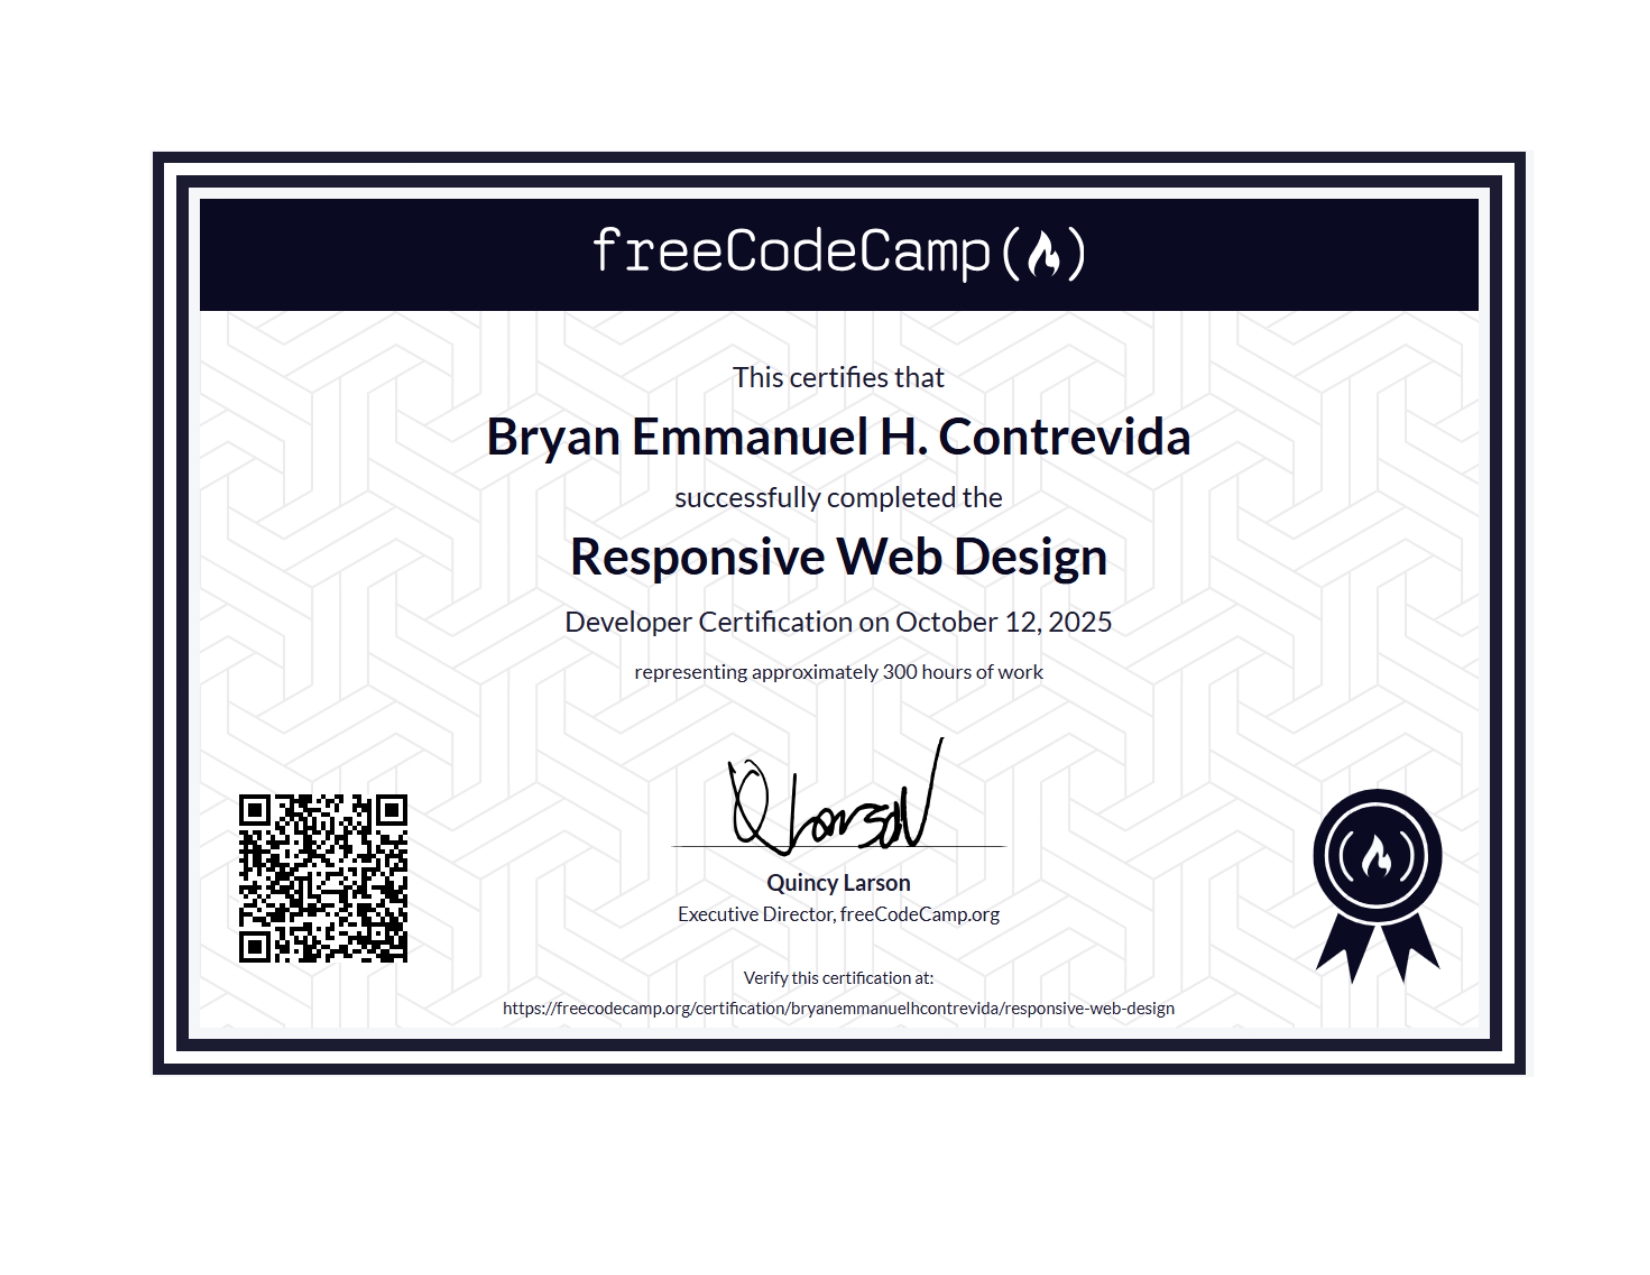 freeCodeCamp
This certifies that
Bryan Emmanuel H. Contrevida
successfully completed the
Responsive Web Design
Developer Certification on October 12, 2025
representing approximately 300 hours of work
Q Larson
Quincy Larson
Executive Director, freeCodeCamp.org
Verify this certification at:
https://freecodecamp.org/certification/bryanemmanuelhcontrevida/responsive-web-design